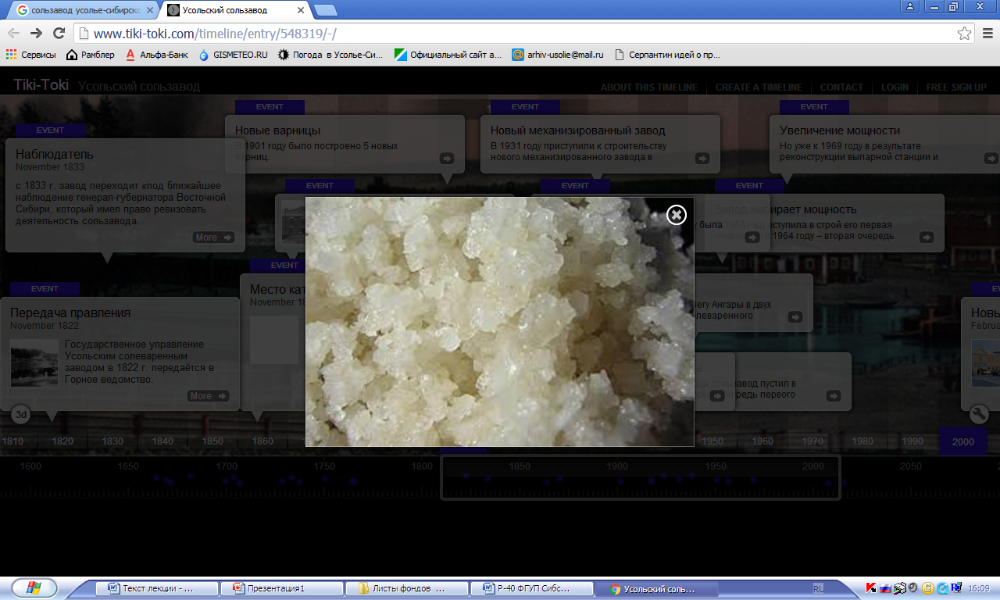 сользавод усолье-сибирско
Усольский сользавод
www.tiki-toki.com/timeline/entry/548319/-/
Сервисы
Рамблер
Альфа-Банк
GISMETEO.RU
Погода в Усолье-Си...
Официальный сайт а...
arhiv-usolie@mail.ru
Серпантин идей о пр...
Tiki-Toki Усольский сользавод
ABOUT THIS TIMELINE
CREATE A TIMELINE
CONTACT
LOGIN
FREE SIGN UP
EVENT
Наблюдатель
November 1833
с 1833 г. завод переходит «под ближайшее
наблюдение генерал-губернатора Восточной
Сибири, который имел право ревизовать
деятельность сользавода.
More
EVENT
Новые варницы
В 1901 году было построено 5 новых
варниц.
EVENT
Новый механизированный завод
В 1931 году приступили к строительству
нового механизированного завода в
EVENT
Увеличение мощности
Но уже к 1969 году в результате
реконструкции выпарной станции и
EVENT
EVENT
EVENT
Завод набирает мощность
у была
вступила в строй его первая
в 1964 году – вторая очередь
EVENT
Передача правления
November 1822
Государственное управление
Усольским солеваренным
заводом в 1822 г. передаётся в
Горное ведомство.
More
EVENT
Место кат
November 18
регу Ангары в двух
леваренного
сользавод пустил в
очередь первого
EV
Новы
Februa
3d
1810
1820
1830
1840
1850
1860
1950
1960
1970
1980
1990
2000
1600
1650
1700
1750
1800
1850
1900
1950
2000
2050
Текст лекции - ...
Презентация1
Листы фондов ...
Р-40 ФГУП Сибс...
Усольский соль...
RU
16:09